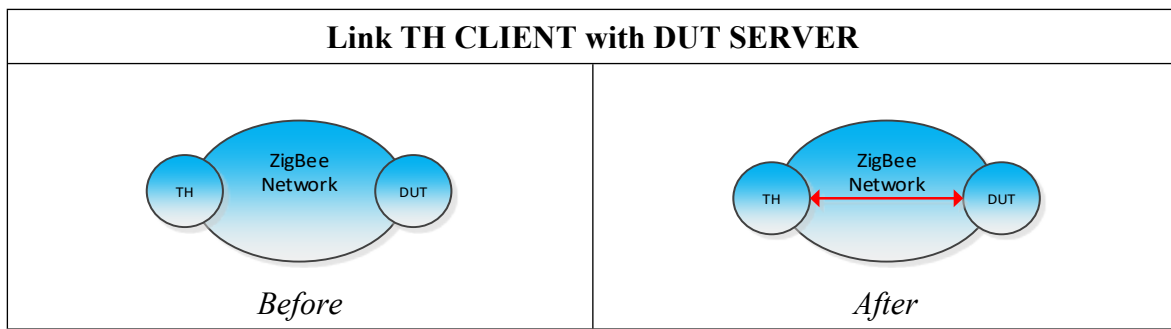 Link TH CLIENT with DUT SERVER
ZigBee
Network
TH
DUT
Before
ZigBee
Network
TH
DUT
After